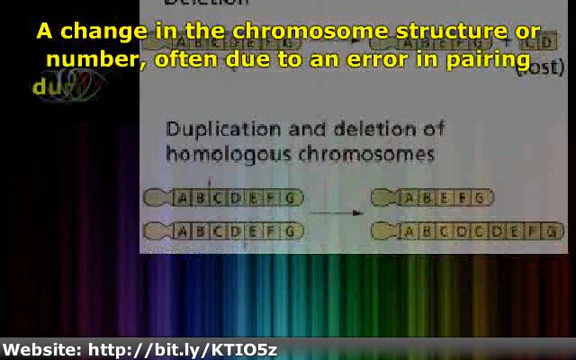 Deletion
A change in the chromosome structure or
number, often due to an error in pairing
du
A B C D E F G
A B E F G + C D
(lost)
Duplication and deletion of
homologous chromosomes
A B C D E F G
A B E F G
A B C D E F G
A B C D C D E F G
Website: http://bit.ly/KTIO5z